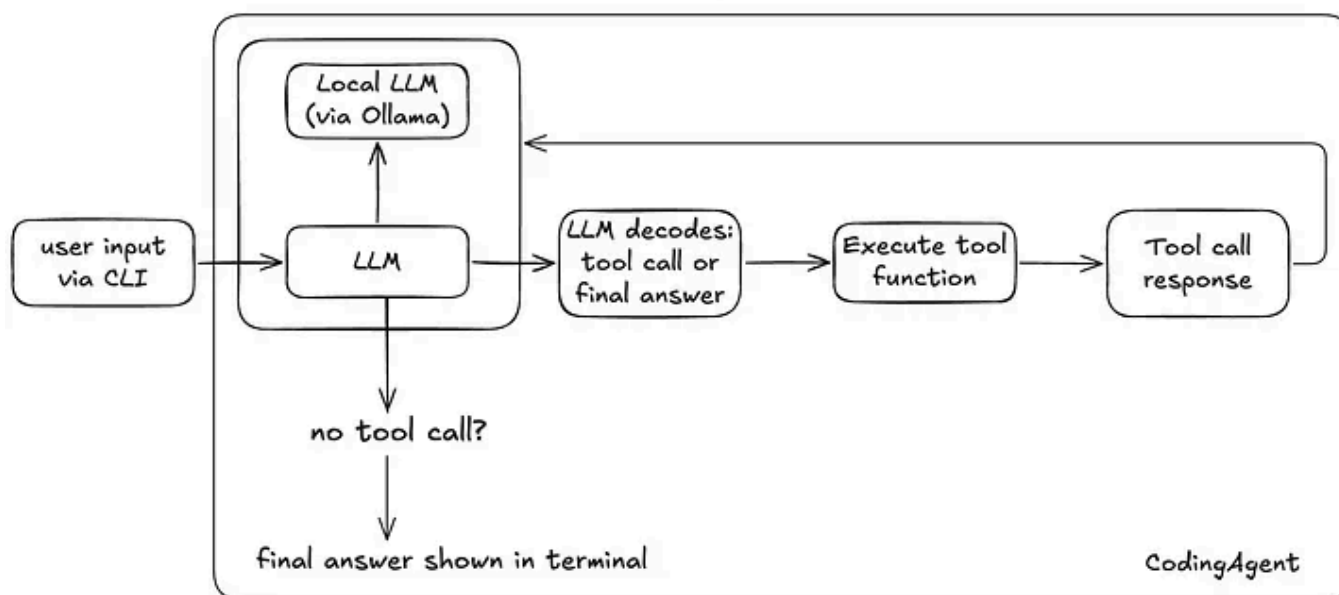 Local LLM
(via Ollama)
user input
via CLI
LLM
LLM decodes:
tool call or
final answer
Execute tool
function
Tool call
response
no tool call?
final answer shown in terminal
CodingAgent